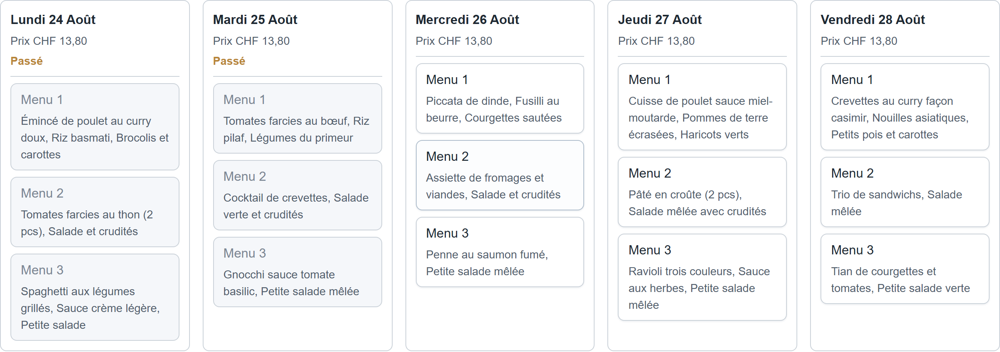 Lundi 24 Août
Prix CHF 13,80
Passé
Menu 1
Émincé de poulet au curry
doux, Riz basmati, Brocolis et
carottes
Menu 2
Tomates farcies au thon (2
pcs), Salade et crudités
Menu 3
Spaghetti aux légumes
grillés, Sauce crème légère,
Petite salade
Mardi 25 Août
Prix CHF 13,80
Passé
Menu 1
Tomates farcies au bœuf, Riz
pilaf, Légumes du primeur
Menu 2
Cocktail de crevettes, Salade
verte et crudités
Menu 3
Gnocchi sauce tomate
basilic, Petite salade mêlée
Mercredi 26 Août
Prix CHF 13,80
Menu 1
Piccata de dinde, Fusilli au
beurre, Courgettes sautées
Menu 2
Assiette de fromages et
viandes, Salade et crudités
Menu 3
Penne au saumon fumé,
Petite salade mêlée
Jeudi 27 Août
Prix CHF 13,80
Menu 1
Cuisse de poulet sauce miel-
moutarde, Pommes de terre
écrasées, Haricots verts
Menu 2
Pâté en croûte (2 pcs),
Salade mêlée avec crudités
Menu 3
Ravioli trois couleurs, Sauce
aux herbes, Petite salade
mêlée
Vendredi 28 Août
Prix CHF 13,80
Menu 1
Crevettes au curry façon
casimir, Nouilles asiatiques,
Petits pois et carottes
Menu 2
Trio de sandwichs, Salade
mêlée
Menu 3
Tian de courgettes et
tomates, Petite salade verte